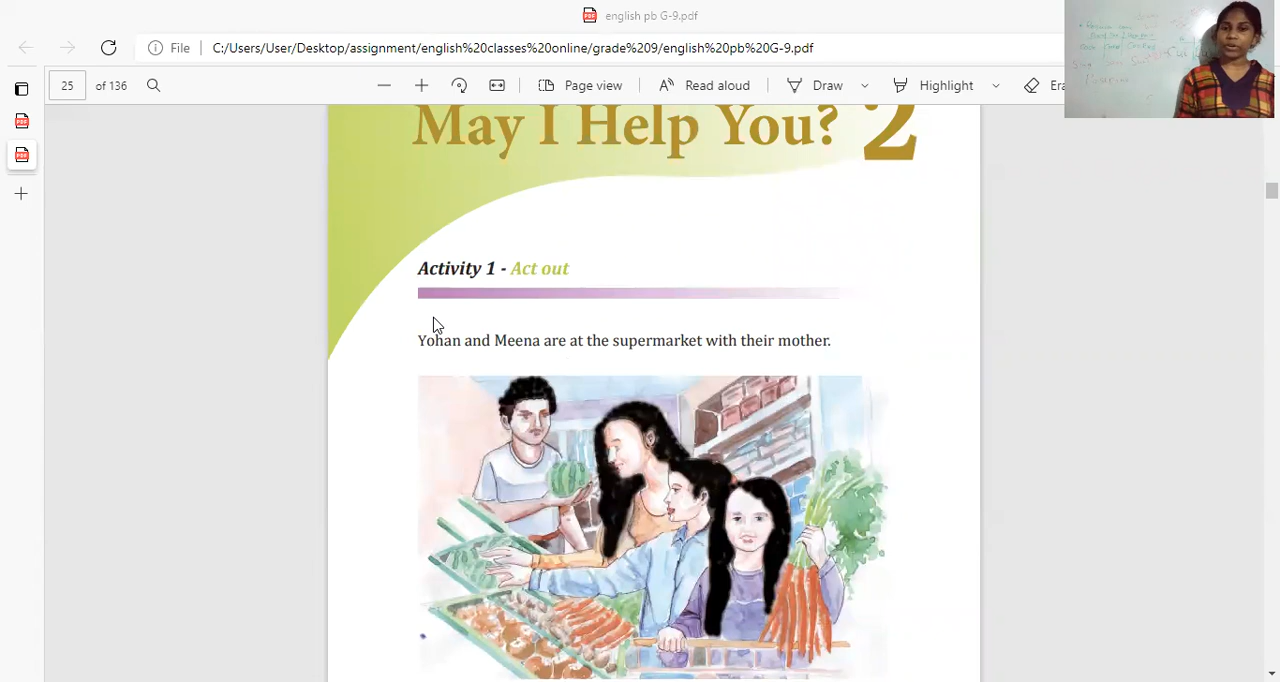 english pb G-9.pdf
File C:/Users/User/Desktop/assignment/english%20classes%20online/grade%209/english%20pb%20G-9.pdf
25 of 136 Page view Read aloud Draw Highlight
May I Help You? 2
Activity 1 - Act out
Yohan and Meena are at the supermarket with their mother.